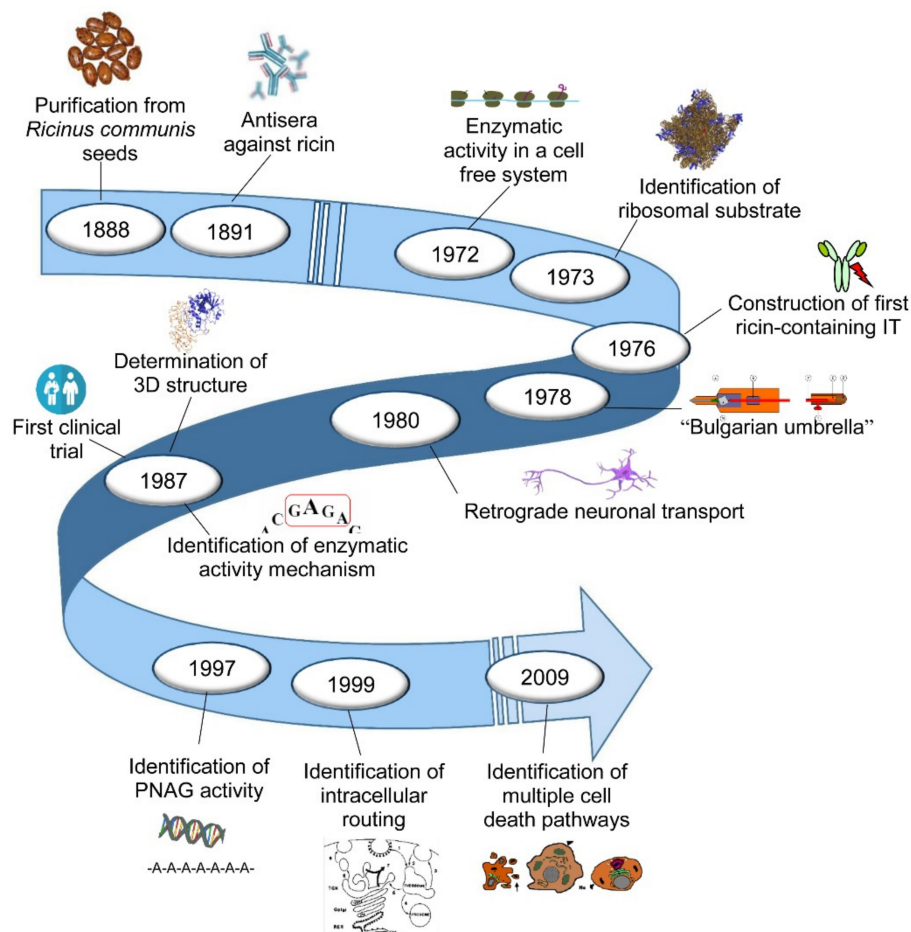 Purification from
Ricinus communis
seeds
Antisera
against ricin
Enzymatic
activity in a cell
free system
Identification of
ribosomal substrate
1888
1891
1972
1973
Construction of first
ricin-containing IT
1976
Determination of
3D structure
First clinical
trial
1987
1980
1978
"Bulgarian umbrella"
Retrograde neuronal transport
A C G A G A G
Identification of enzymatic
activity mechanism
1997
1999
2009
Identification of
PNAG activity
-A-A-A-A-A-A-A-
Identification of
intracellular
routing
TGN
Golgi
RER
Identification of
multiple cell
death pathways